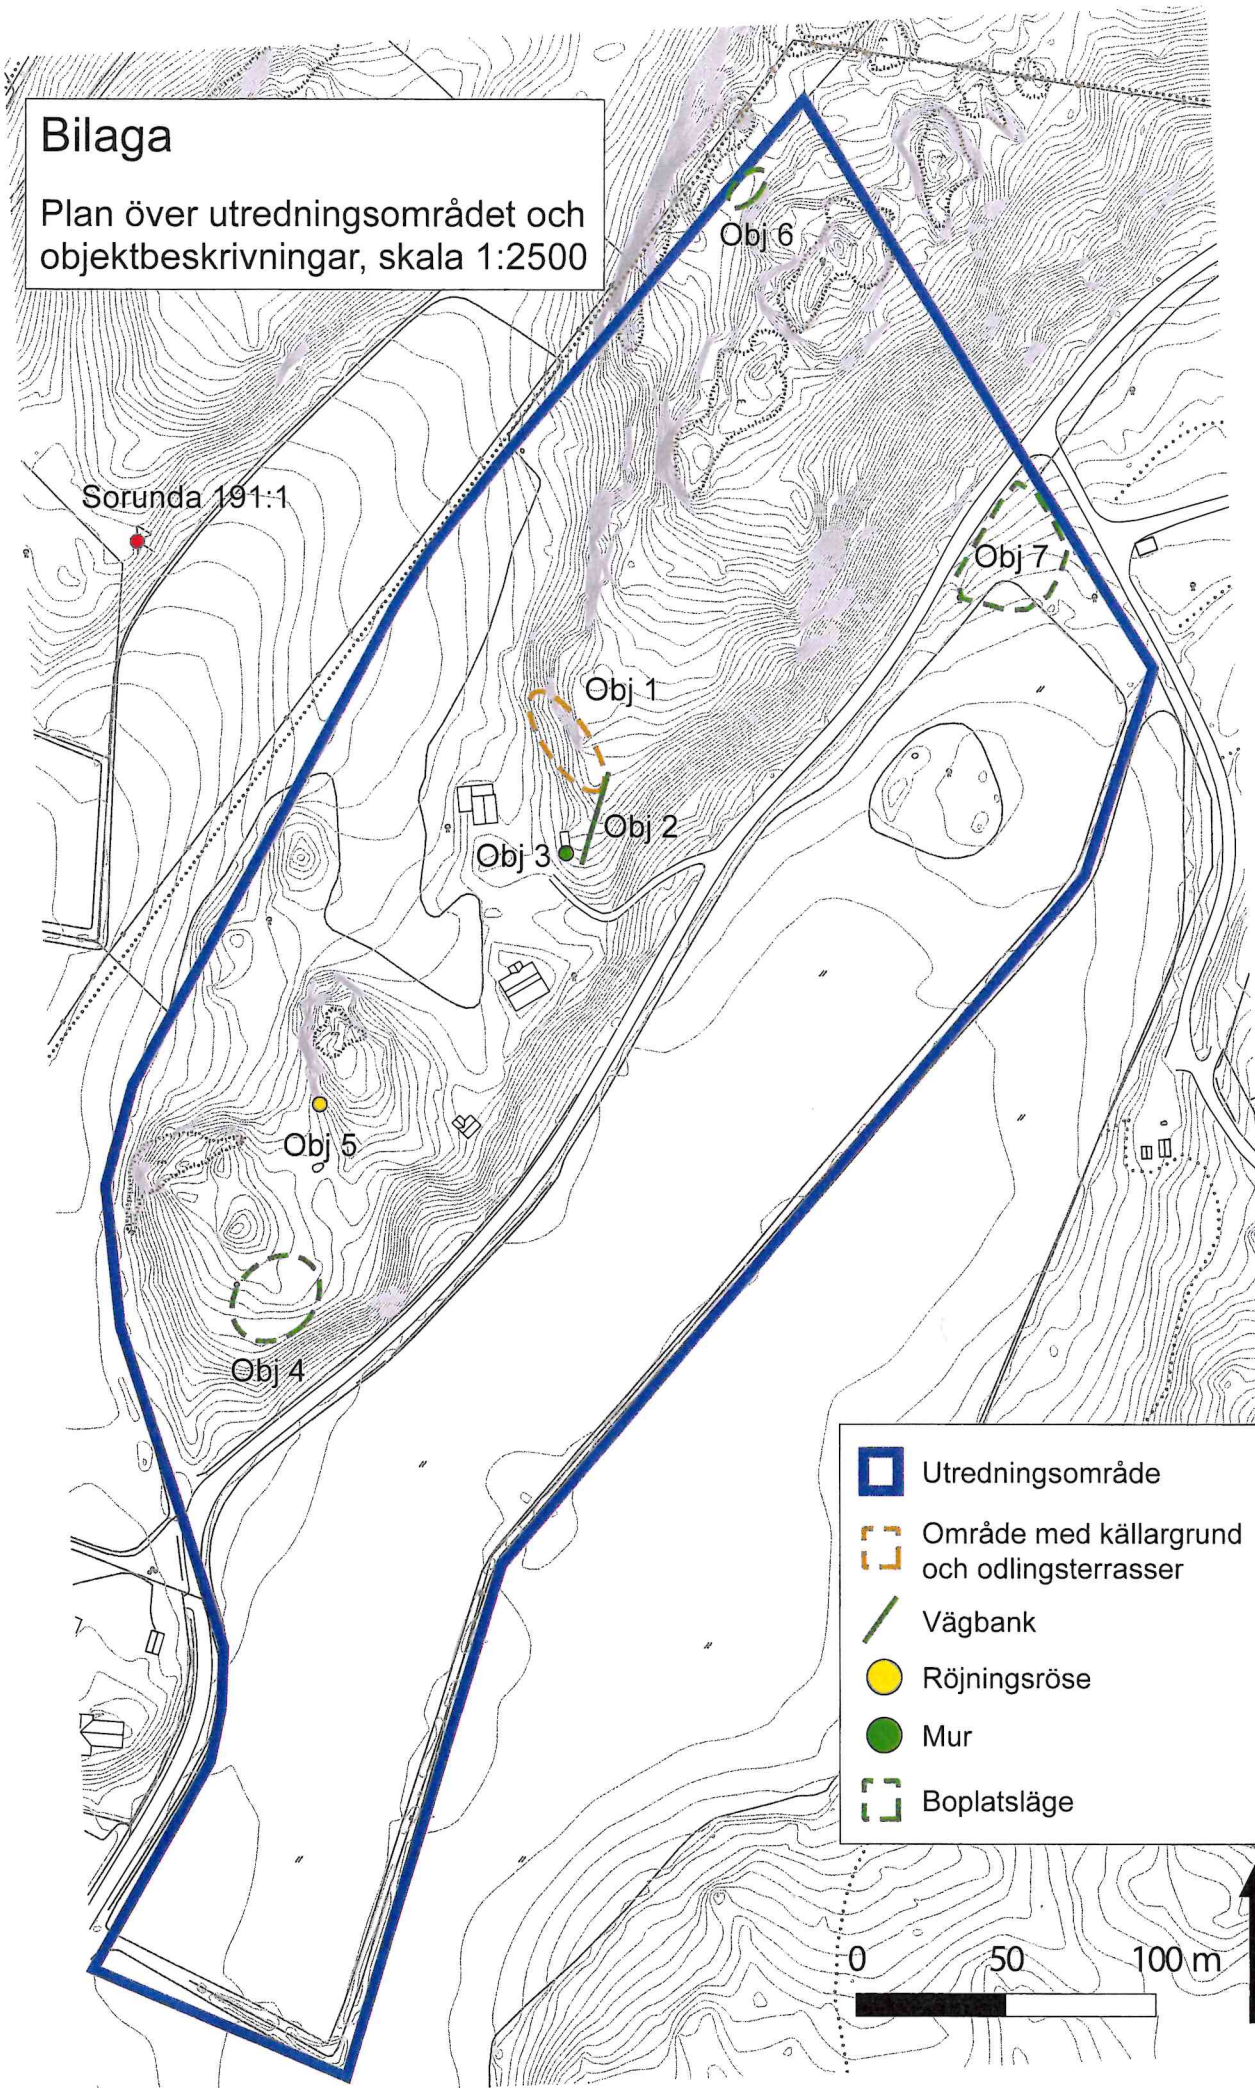 Bilaga
Plan över utredningsområdet och
objektbeskrivningar, skala 1:2500
Obj 6
Sorunda 191:1
Obj 7
Obj 1
Obj 2
Obj 3
Obj 5
Obj 4
Utredningsområde
Område med källargrund
och odlingsterrasser
Vägbank
Röjningsröse
Mur
Boplatsläge
0 50 100 m